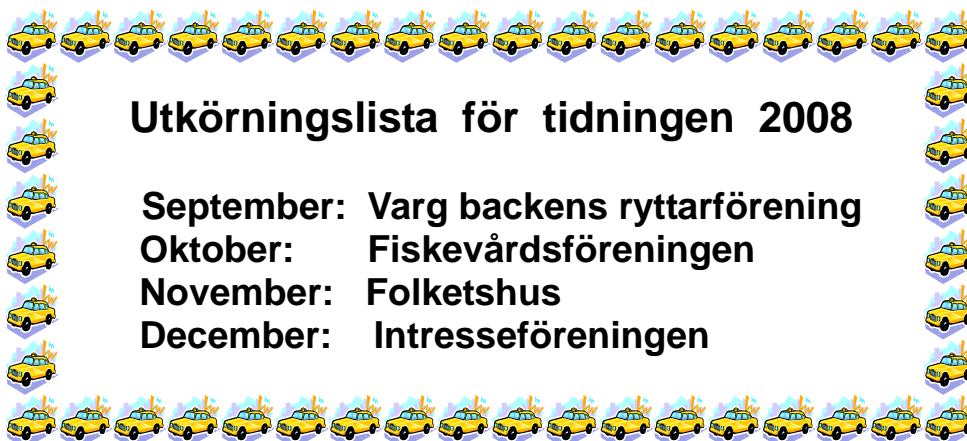 Utkörningslista för tidningen 2008
September: Varg backens ryttarförening
Oktober: Fiskevårdsföreningen
November: Folketshus
December: Intresseföreningen